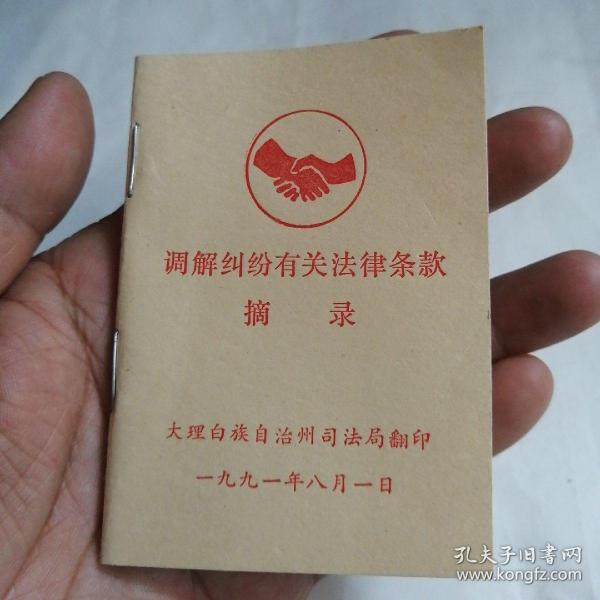 调解纠纷有关法律条款
摘 录
大理白族自治州司法局翻印
一九九一年八月一日
孔夫子旧书网
www.kongfz.com